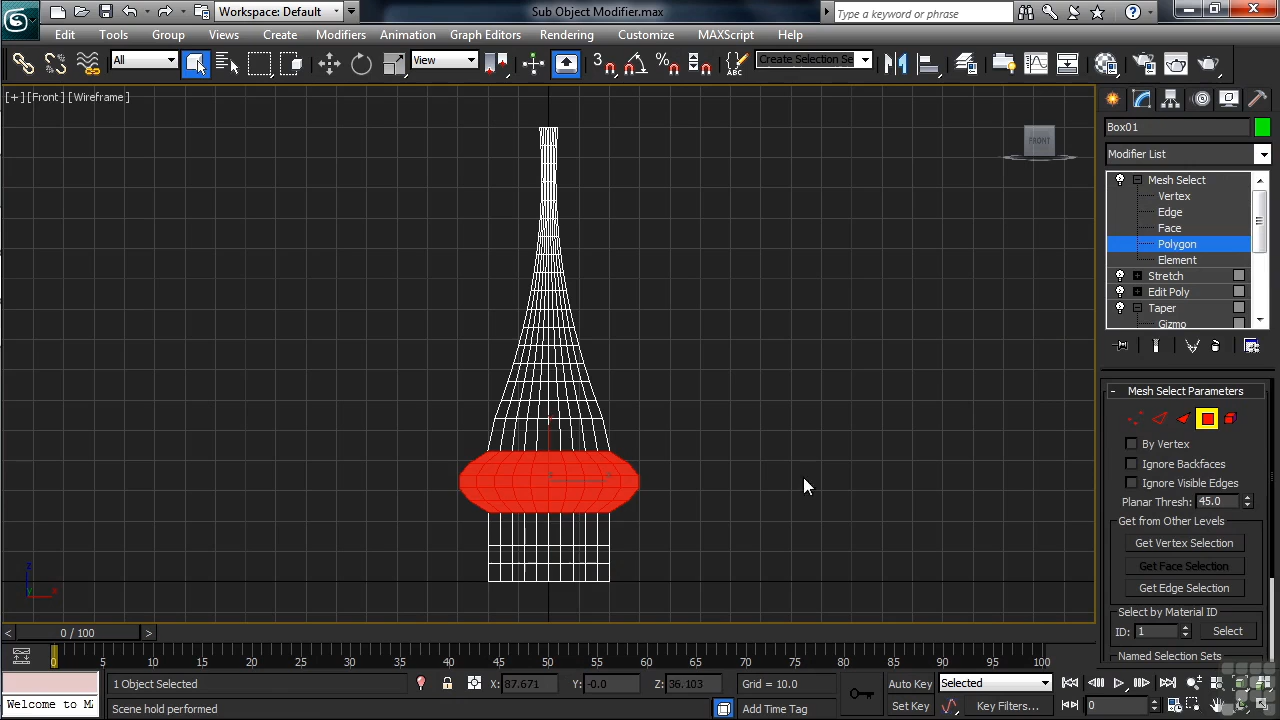 Workspace: Default
Sub Object Modifier.max
Type a keyword or phrase
Edit Tools Group Views Create Modifiers Animation Graph Editors Rendering Customize MAXScript Help
All
View
3
Create Selection Se
[+] [Front] [Wireframe]
FRONT
Box01
Modifier List
Mesh Select
Vertex
Edge
Face
Polygon
Element
Stretch
Edit Poly
Taper
Gizmo
- Mesh Select Parameters
By Vertex
Ignore Backfaces
Ignore Visible Edges
Planar Thresh: 45.0
Get from Other Levels
Get Vertex Selection
Get Face Selection
Get Edge Selection
Select by Material ID
ID: 1 Select
Named Selection Sets
z
y x
< 0 / 100 >
0 5 10 15 20 25 30 35 40 45 50 55 60 65 70 75 80 85 90 95 100
1 Object Selected
X: 87.671 Y: -0.0 Z: 36.103 Grid = 10.0
Auto Key Selected
Welcome to M
Scene hold performed
Add Time Tag
Set Key Key Filters... 0